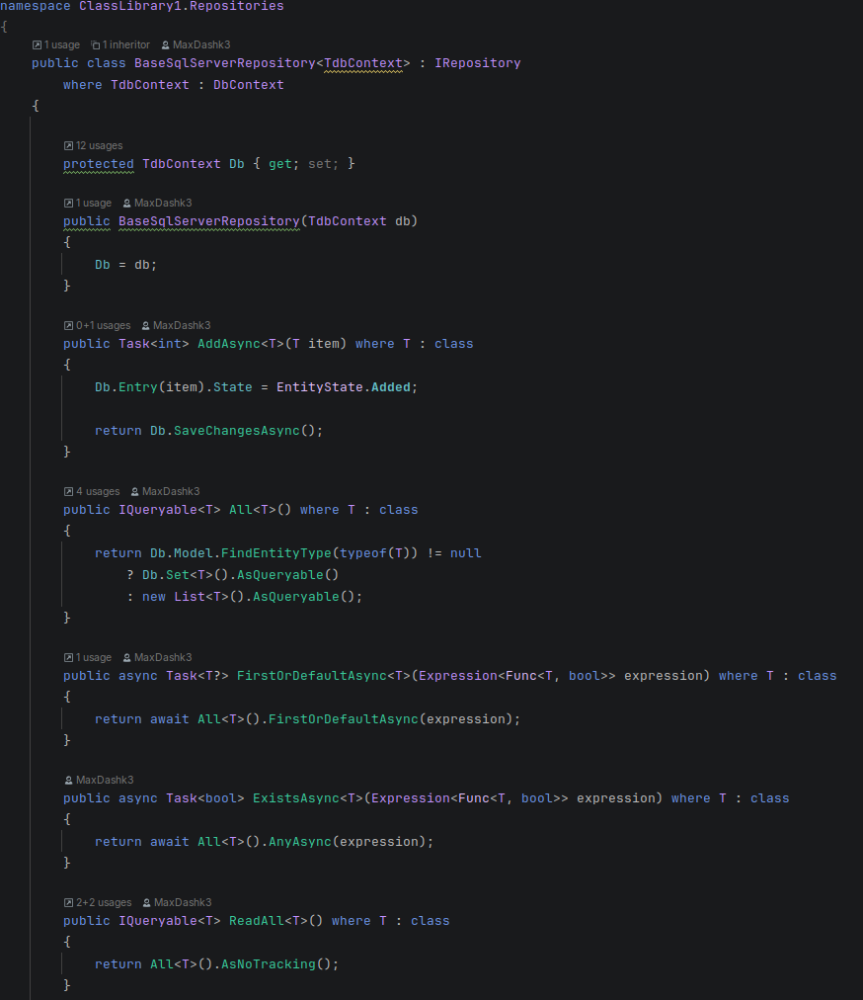 namespace ClassLibrary1.Repositories
{
1 usage 1 inheritor MaxDashk3
public class BaseSqlServerRepository<TdbContext> : IRepository
where TdbContext : DbContext
{
12 usages
protected TdbContext Db { get; set; }
1 usage MaxDashk3
public BaseSqlServerRepository(TdbContext db)
{
Db = db;
}
0+1 usages MaxDashk3
public Task<int> AddAsync<T>(T item) where T : class
{
Db.Entry(item).State = EntityState.Added;
return Db.SaveChangesAsync();
}
4 usages MaxDashk3
public IQueryable<T> All<T>() where T : class
{
return Db.Model.FindEntityType(typeof(T)) != null
? Db.Set<T>().AsQueryable()
: new List<T>().AsQueryable();
}
1 usage MaxDashk3
public async Task<T?> FirstOrDefaultAsync<T>(Expression<Func<T, bool>> expression) where T : class
{
return await All<T>().FirstOrDefaultAsync(expression);
}
MaxDashk3
public async Task<bool> ExistsAsync<T>(Expression<Func<T, bool>> expression) where T : class
{
return await All<T>().AnyAsync(expression);
}
2+2 usages MaxDashk3
public IQueryable<T> ReadAll<T>() where T : class
{
return All<T>().AsNoTracking();
}